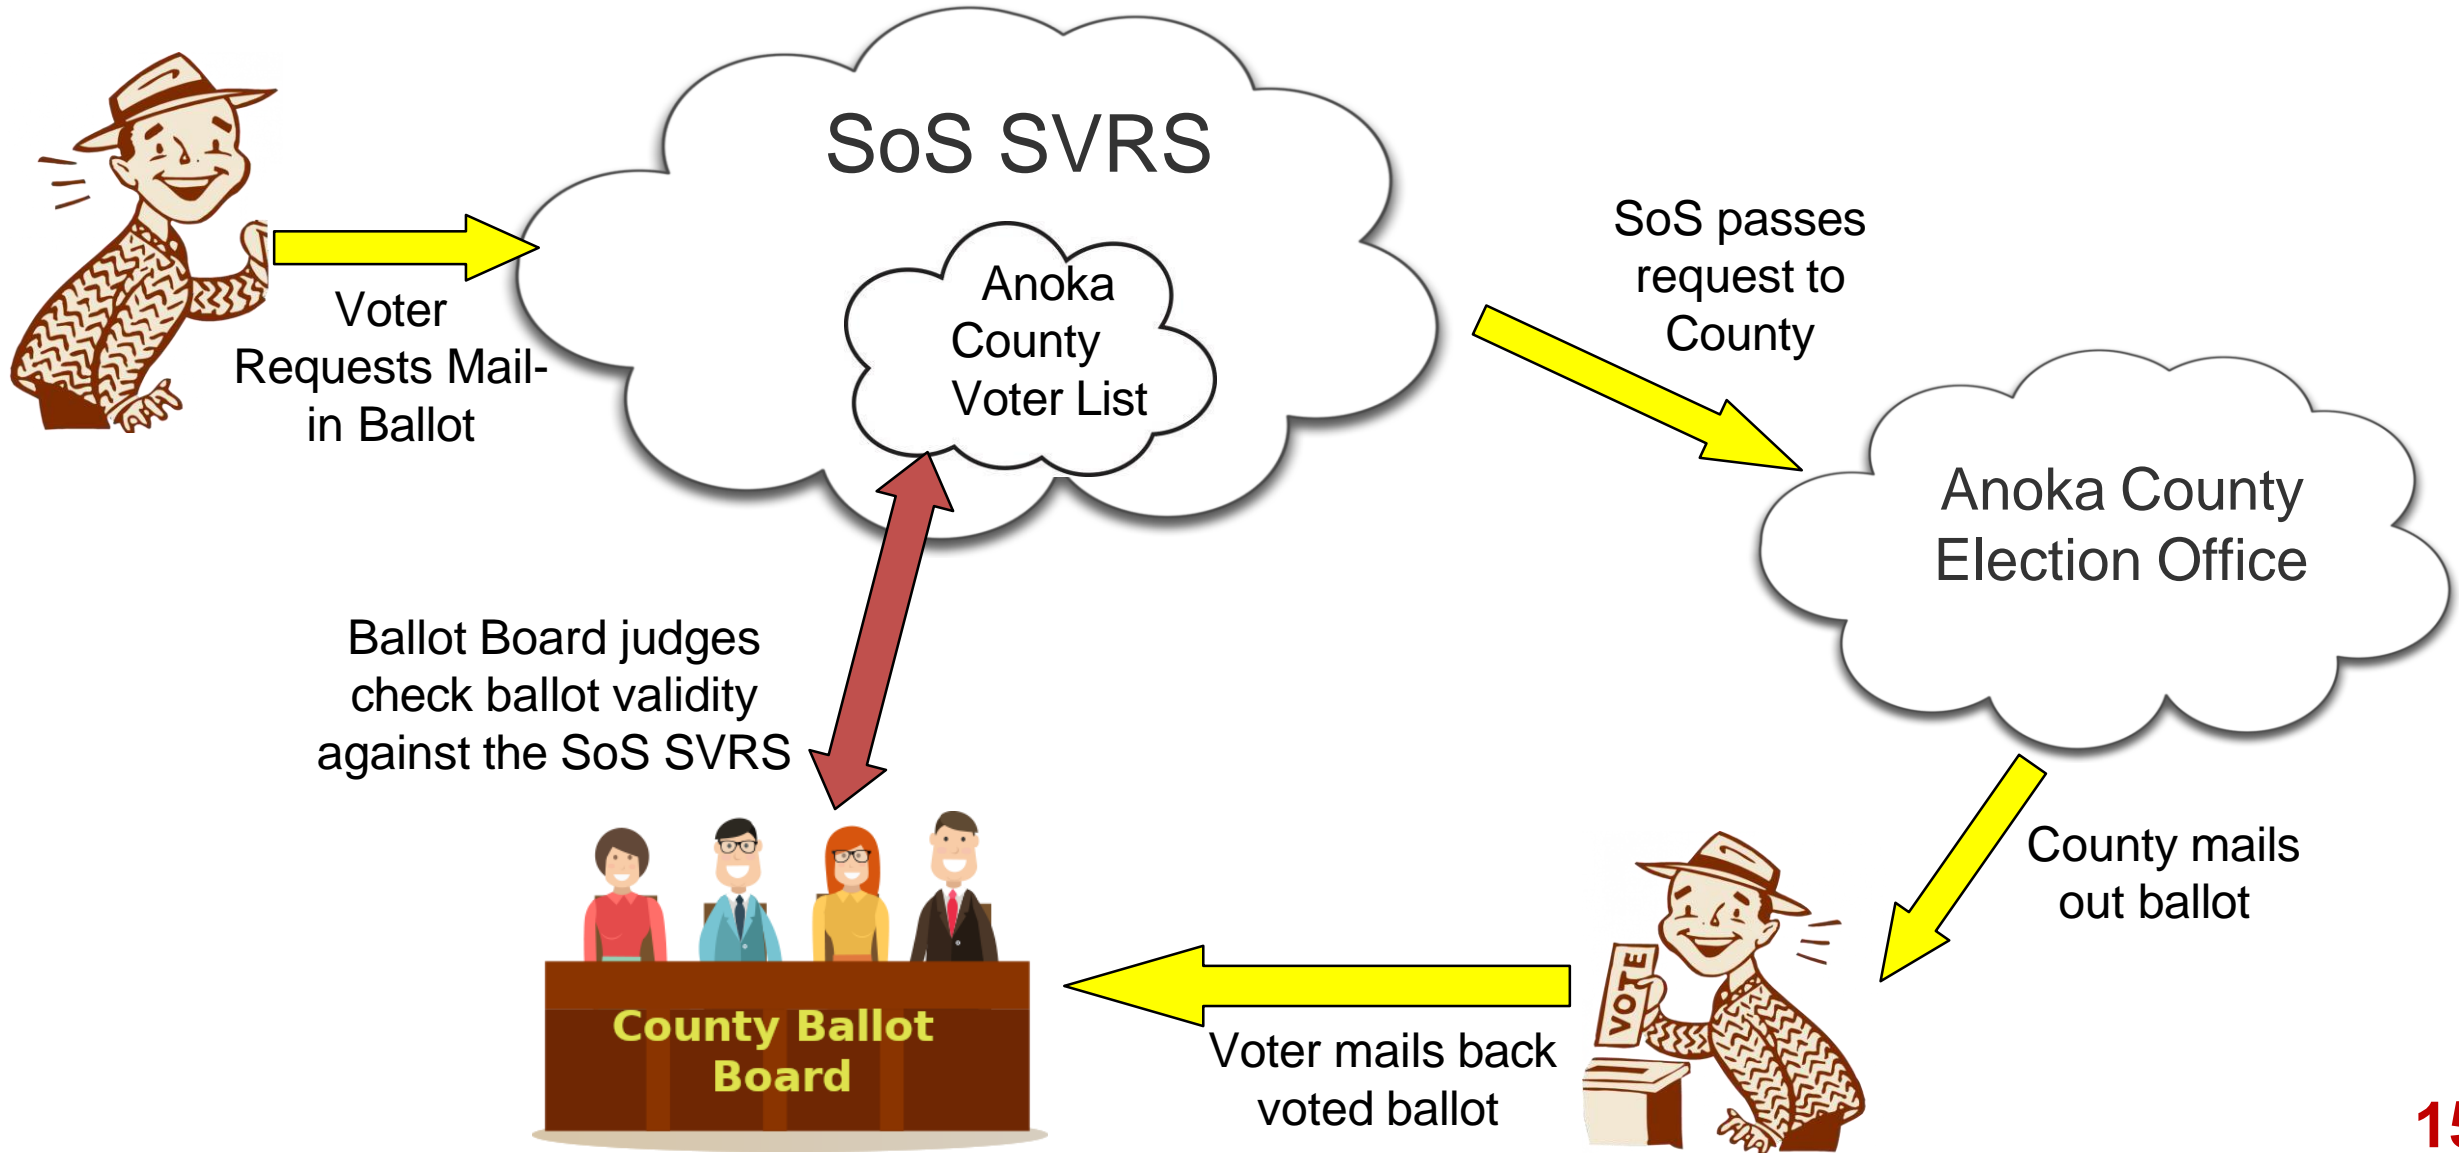 SoS SVRS
Anoka
County
Voter List
Voter
Requests Mail-
in Ballot
SoS passes
request to
County
Anoka County
Election Office
County mails
out ballot
VOTE
Voter mails back
voted ballot
County Ballot
Board
Ballot Board judges
check ballot validity
against the SoS SVRS
15